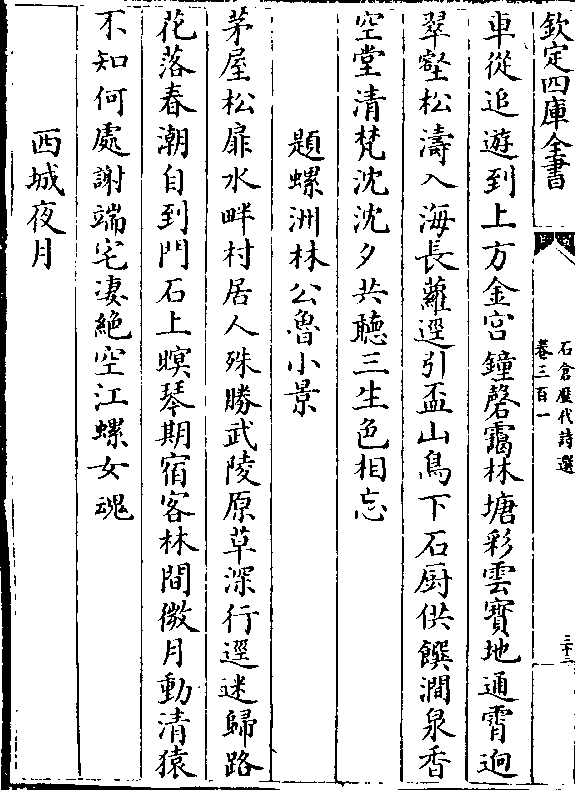 欽定四庫全書
石倉歷代詩選
卷三百一
三十二
車從追遊到上方金宫鐘磬靄林塘彩雲寳地通霄迥
翠壑松濤入海長蘿逕引盃山鳥下石厨供饌澗泉香
空堂清梵沈沈夕共聽三生色相忘
題螺洲林公魯小景
茅屋松扉水畔村居人殊勝武陵原草深行逕迷歸路
花落春潮自到門石上暝琴期宿客林間微月動清猿
不知何處謝端宅凄絶空江螺女魂
西城夜月